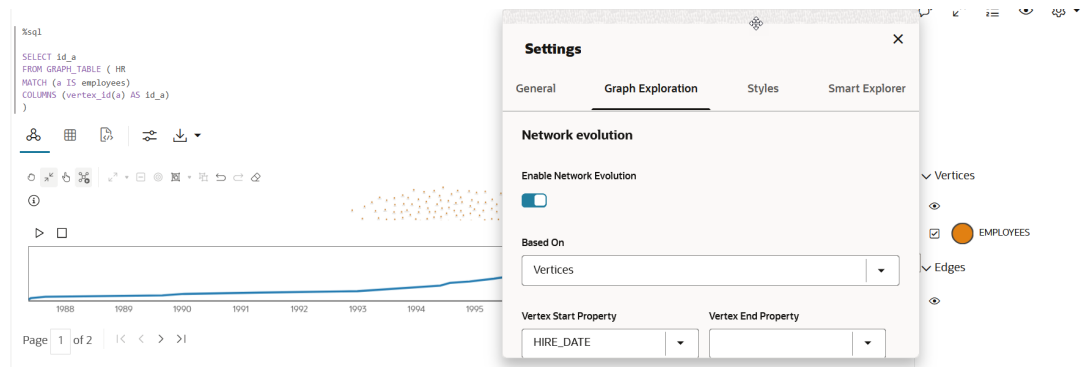 %sql
SELECT id_a
FROM GRAPH_TABLE ( HR
MATCH (a IS employees)
COLUMNS (vertex_id(a) AS id_a)
)
Settings
General Graph Exploration Styles Smart Explorer
Network evolution
Enable Network Evolution
Based On
Vertices
Vertex Start Property Vertex End Property
HIRE_DATE
1988 1989 1990 1991 1992 1993 1994 1995
Page 1 of 2
Vertices
EMPLOYEES
Edges